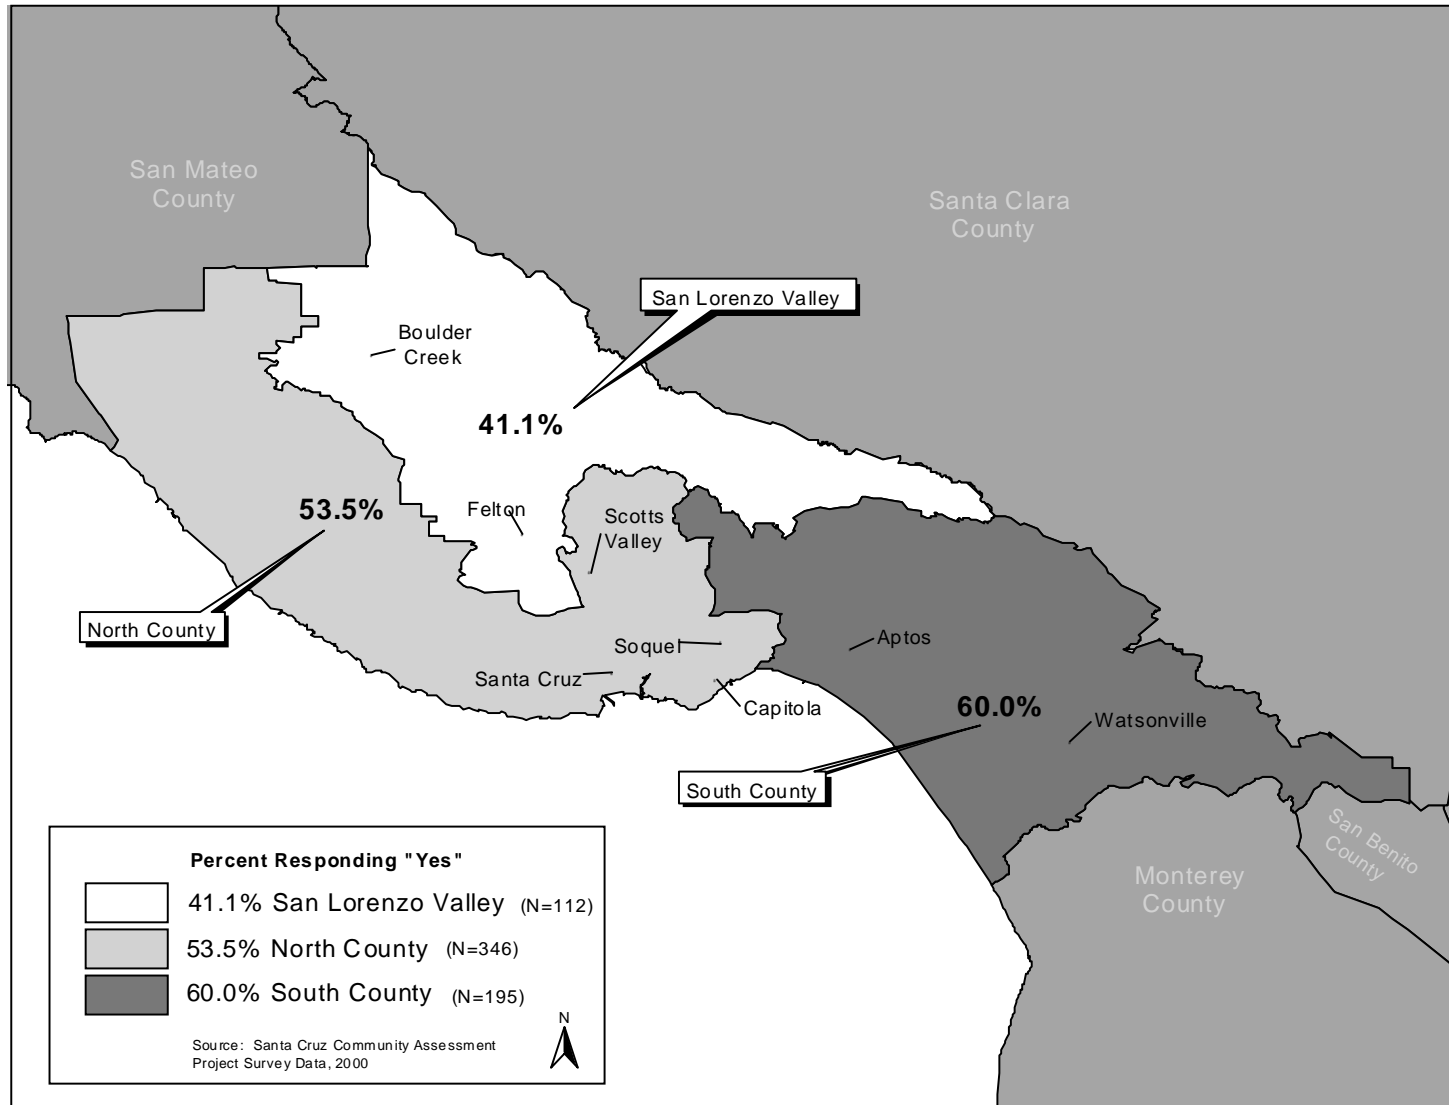 San Mateo
County
Santa Clara
County
San Lorenzo Valley
Boulder
Creek
41.1%
53.5%
Felton
Scotts
Valley
North County
Soquel
Aptos
Santa Cruz
Capitola
60.0%
Watsonville
South County
San Benito
County
Monterey
County
Percent Responding "Yes"
41.1% San Lorenzo Valley (N=112)
53.5% North County (N=346)
60.0% South County (N=195)
N
Source: Santa Cruz Community Assessment
Project Survey Data, 2000